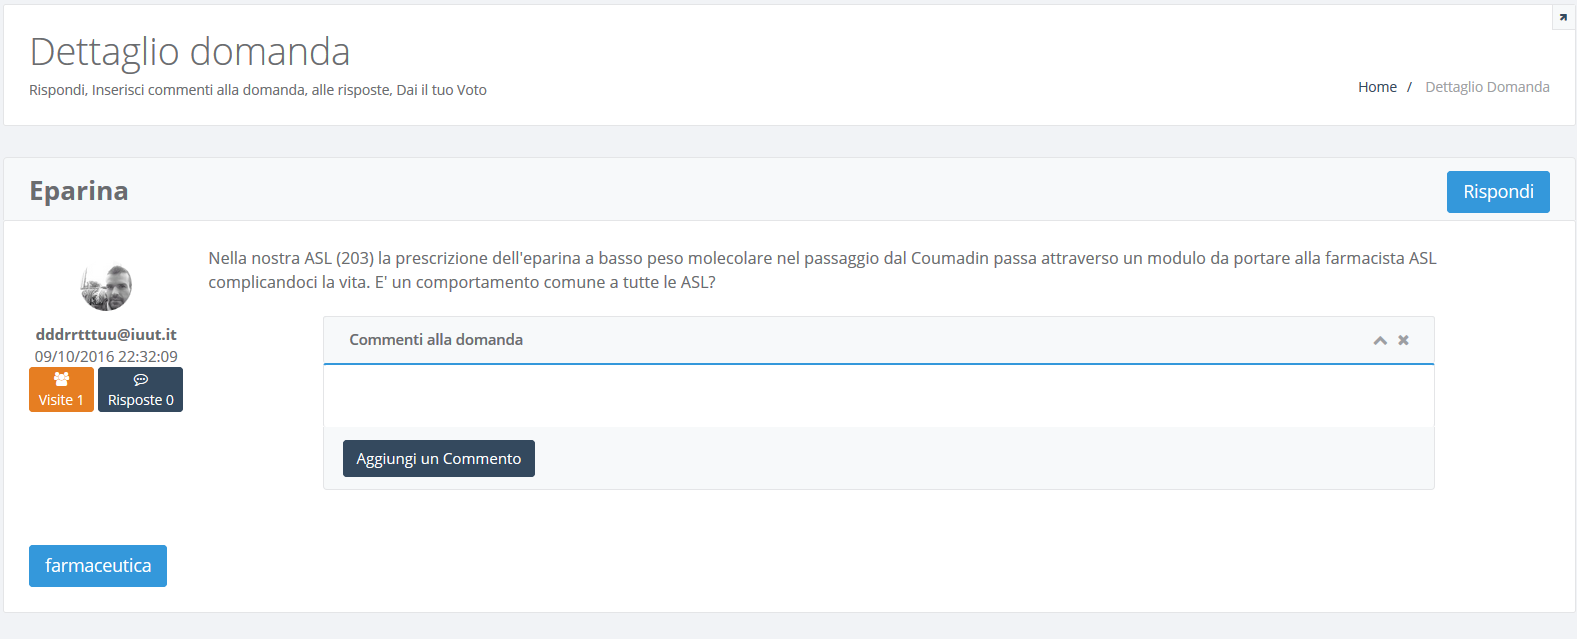 Dettaglio domanda
Rispondi, Inserisci commenti alla domanda, alle risposte, Dai il tuo Voto
Home / Dettaglio Domanda
Eparina
Rispondi
Nella nostra ASL (203) la prescrizione dell'eparina a basso peso molecolare nel passaggio dal Coumadin passa attraverso un modulo da portare alla farmacista ASL
complicandoci la vita. E' un comportamento comune a tutte le ASL?
dddrrtttuu@iuut.it
09/10/2016 22:32:09
Visite 1
Risposte 0
Commenti alla domanda
Aggiungi un Commento
farmaceutica